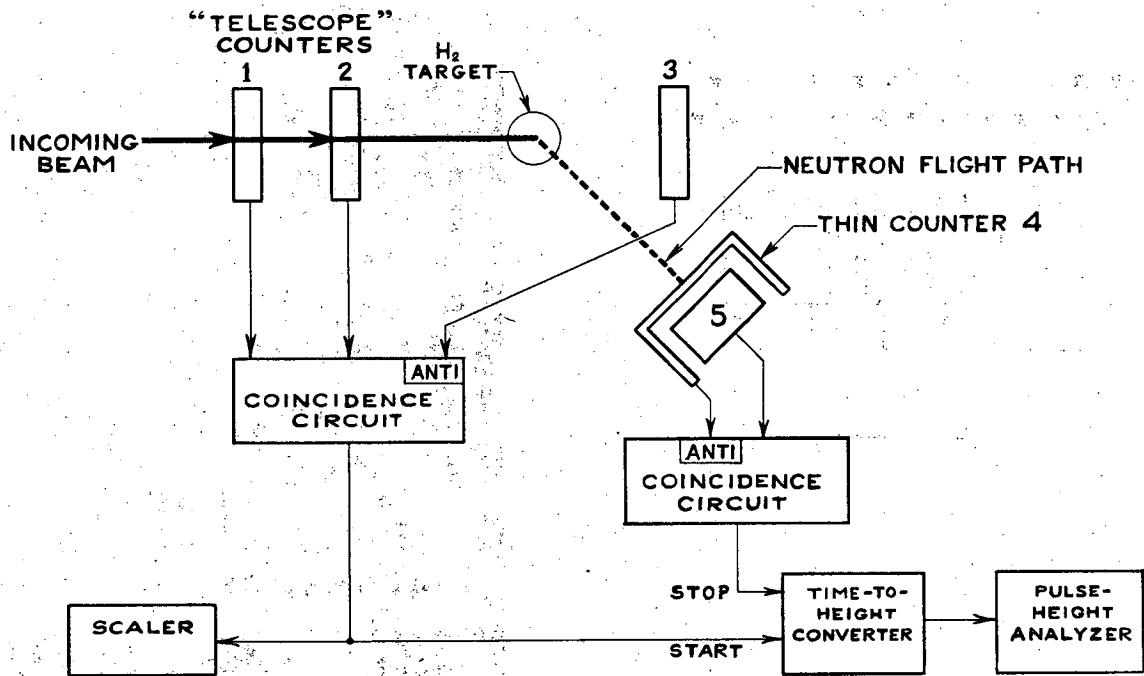 “TELESCOPE”
COUNTERS
1
2
H2
TARGET
3
INCOMING
BEAM
NEUTRON FLIGHT PATH
THIN COUNTER 4
5
ANTI
COINCIDENCE
CIRCUIT
ANTI
COINCIDENCE
CIRCUIT
STOP
TIME-TO-
HEIGHT
CONVERTER
PULSE-
HEIGHT
ANALYZER
SCALER
START